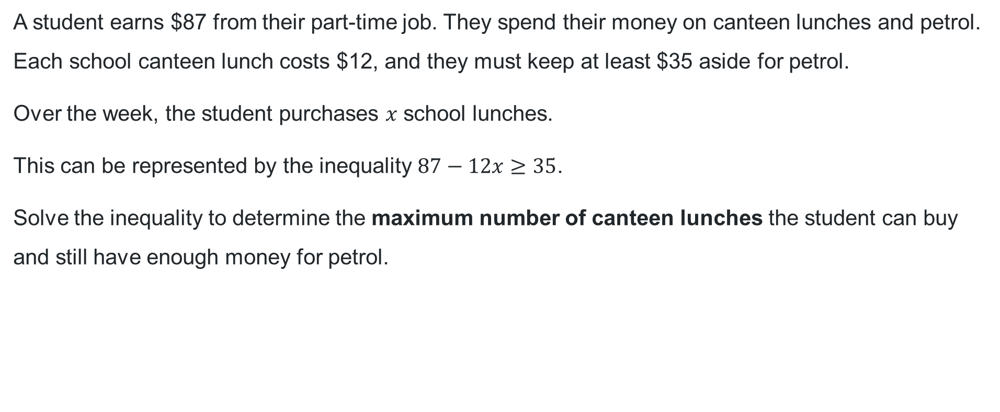 A student earns $87 from their part-time job. They spend their money on canteen lunches and petrol.
Each school canteen lunch costs $12, and they must keep at least $35 aside for petrol.
Over the week, the student purchases x school lunches.
This can be represented by the inequality 87 − 12x ≥ 35.
Solve the inequality to determine the maximum number of canteen lunches the student can buy
and still have enough money for petrol.